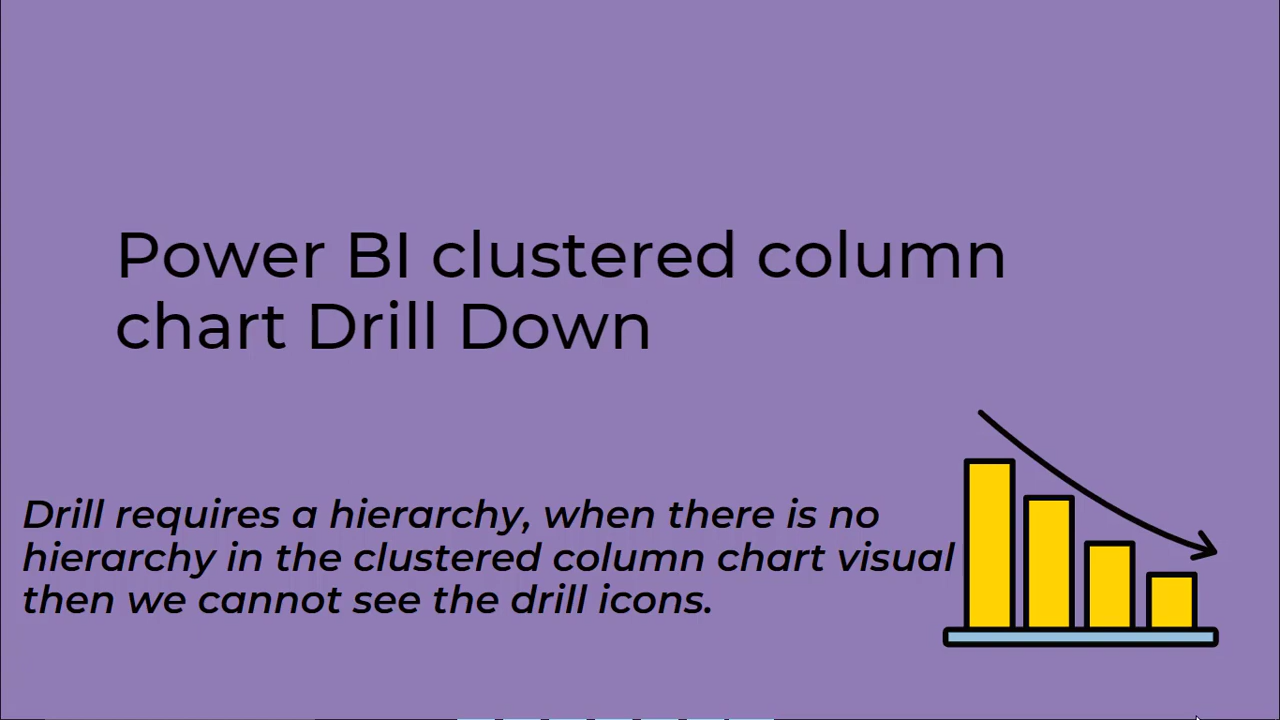 Power BI clustered column
chart Drill Down
Drill requires a hierarchy, when there is no
hierarchy in the clustered column chart visual
then we cannot see the drill icons.